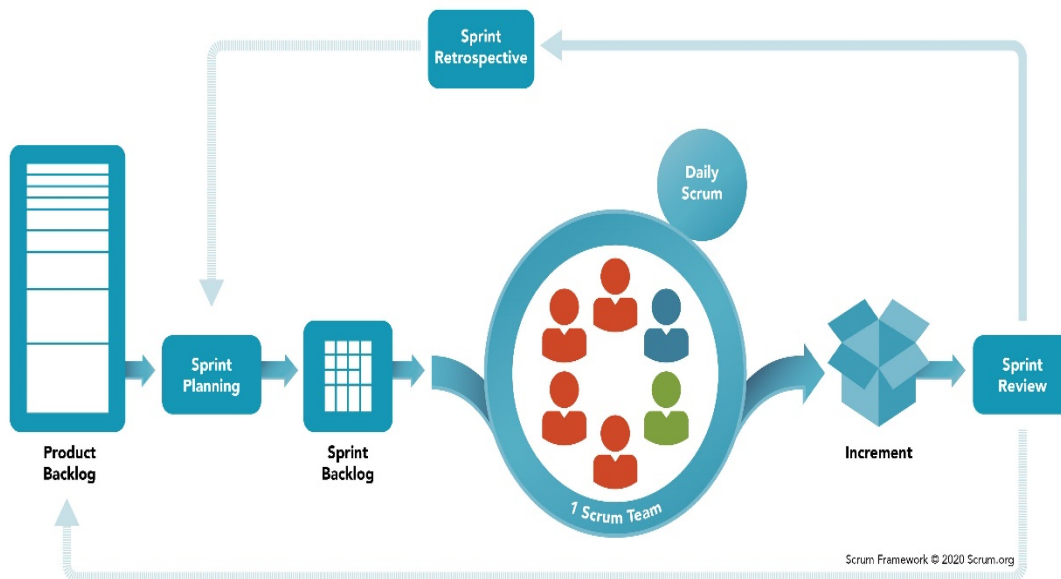 Sprint
Retrospective
Daily
Scrum
Sprint
Planning
Sprint
Review
Product
Backlog
Sprint
Backlog
Increment
1 Scrum Team
Scrum Framework © 2020 Scrum.org